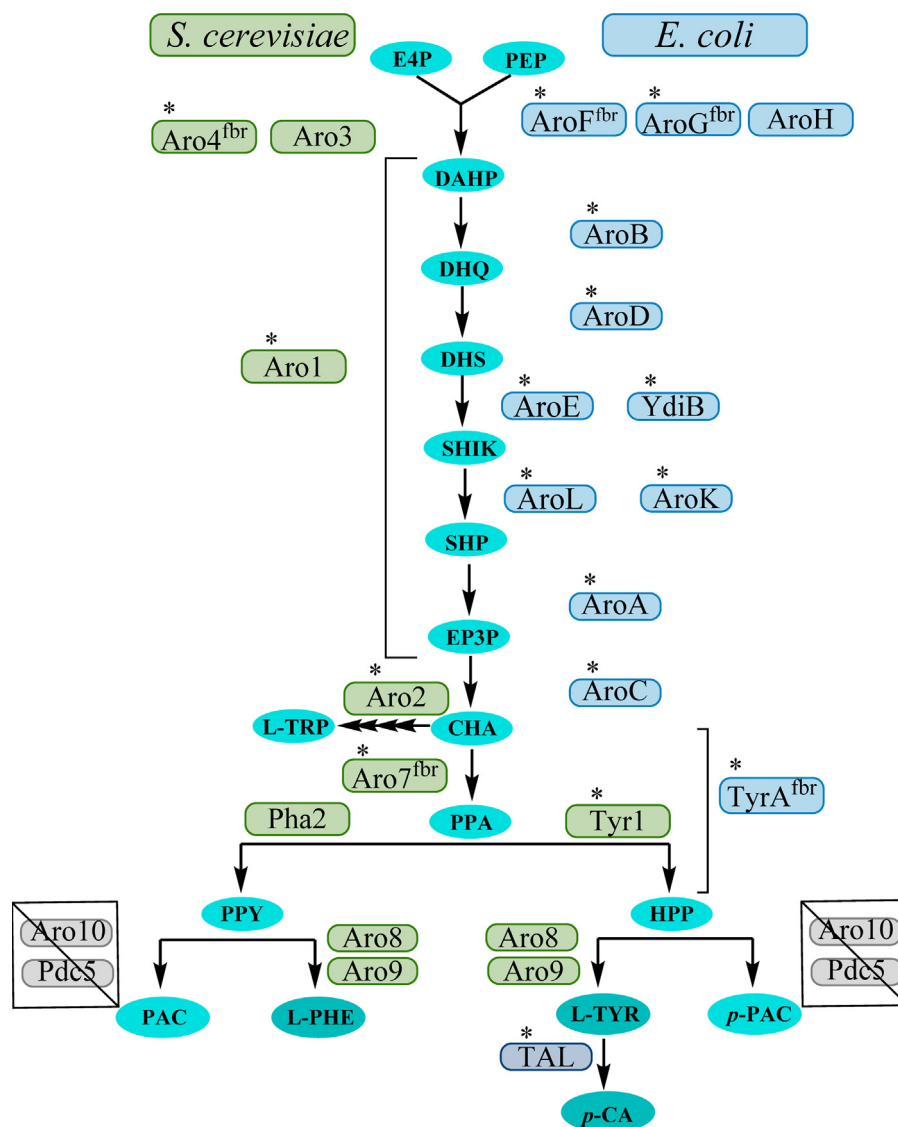 S. cerevisiae
E. coli
E4P
PEP
*
*
*
Aro4fbr
Aro3
AroFfbr
AroGfbr
AroH
DAHP
*
AroB
DHQ
*
AroD
*
Aro1
DHS
*
*
AroE
YdiB
SHIK
*
*
AroL
AroK
SHP
*
AroA
EP3P
*
Aro2
*
AroC
L-TRP
CHA
*
Aro7fbr
*
TyrAfbr
Pha2
PPA
*
Tyr1
PPY
HPP
Aro10
Pdc5
Aro8
Aro9
Aro8
Aro9
Aro10
Pdc5
PAC
L-PHE
L-TYR
p-PAC
*
TAL
p-CA